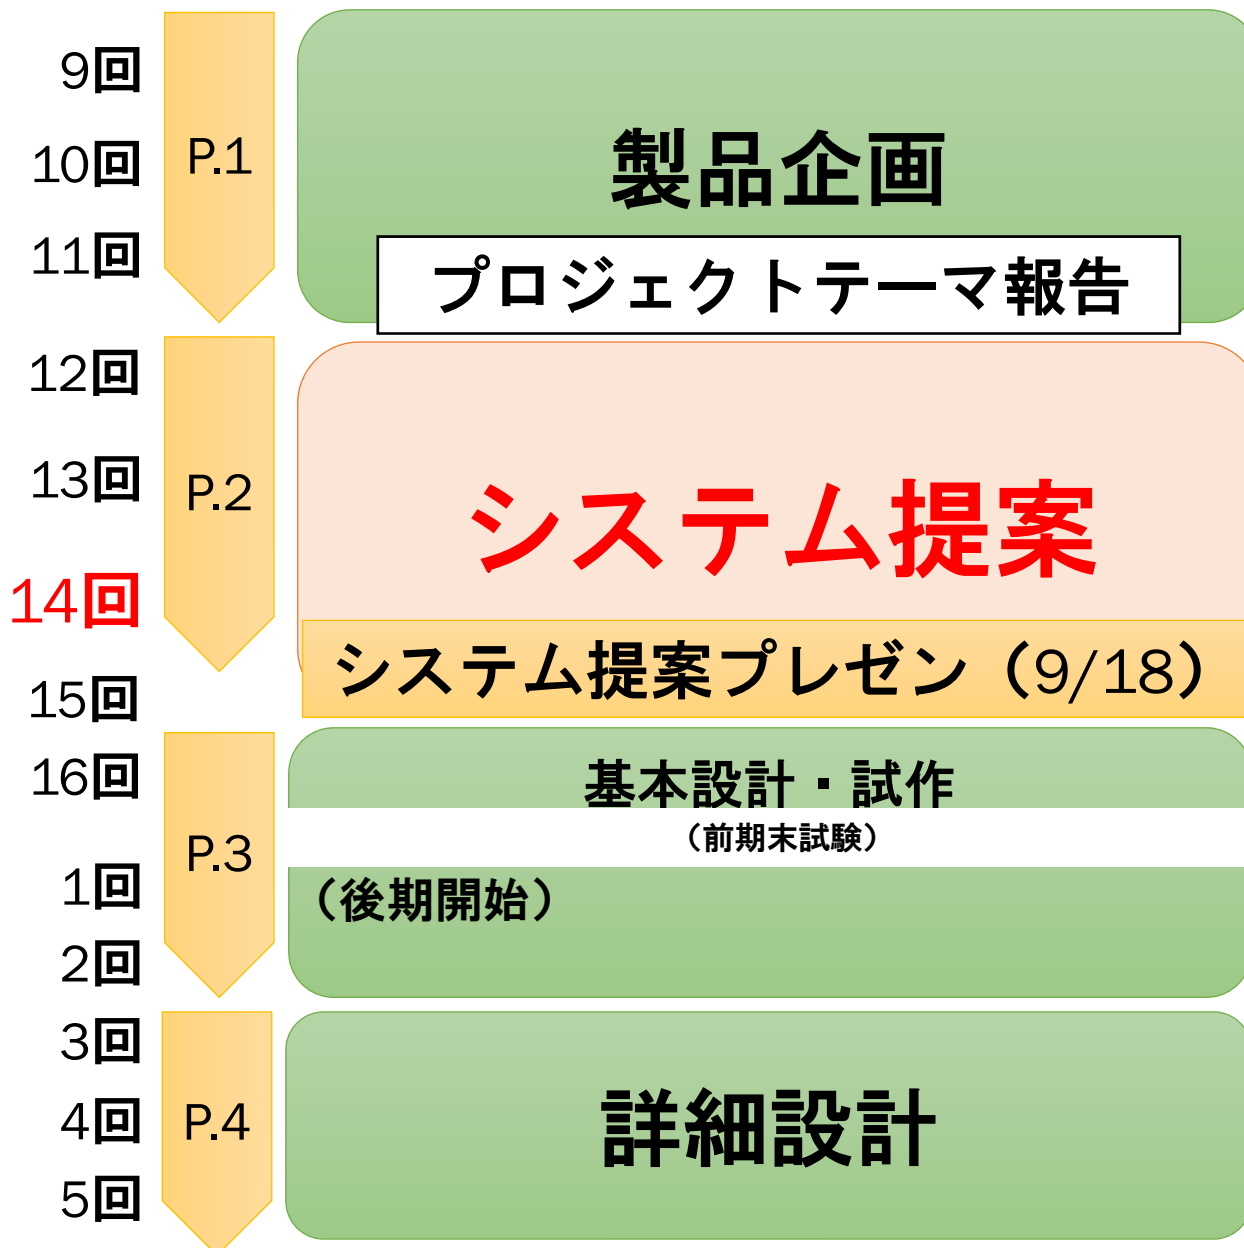 9回
10回
P.1
製品企画
11回
プロジェクトテーマ報告
12回
13回
P.2
システム提案
14回
システム提案プレゼン（9/18）
15回
16回
基本設計・試作
（前期末試験）
P.3
1回
（後期開始）
2回
3回
4回
P.4
詳細設計
5回